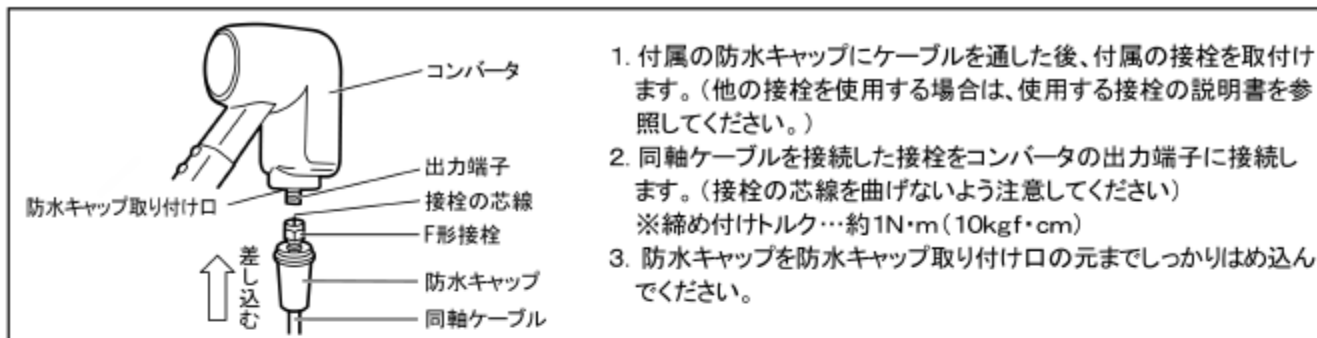 コンバータ
出力端子
防水キャップ取り付け口
接栓の芯線
F形接栓
差し込む
防水キャップ
同軸ケーブル
1. 付属の防水キャップにケーブルを通した後、付属の接栓を取付け
ます。（他の接栓を使用する場合は、使用する接栓の説明書を参
照してください。）
2. 同軸ケーブルを接続した接栓をコンバータの出力端子に接続し
ます。（接栓の芯線を曲げないよう注意してください）
※締め付けトルク…約1N・m（10kgf・cm）
3. 防水キャップを防水キャップ取り付け口の元までしっかりはめ込ん
でください。